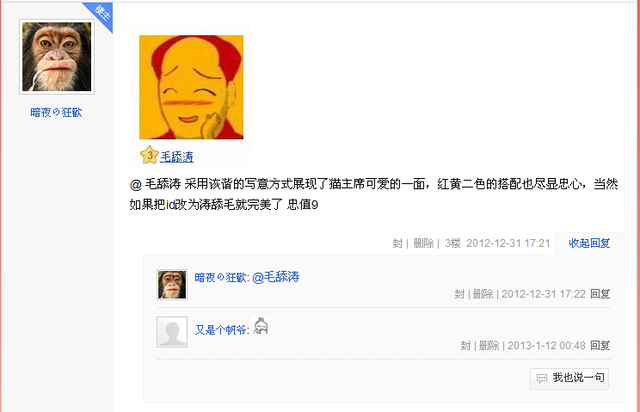 楼主
暗夜の狂歡
3 毛舔涛
@ 毛舔涛 采用诙谐的写意方式展现了猫主席可爱的一面，红黄二色的搭配也尽显忠心，当然
如果把id改为涛舔毛就完美了 忠值9
封 | 删除 | 3楼 2012-12-31 17:21 收起回复
暗夜の狂歡: @毛舔涛
封 | 删除 | 2012-12-31 17:22 回复
又是个帆爷:
封 | 删除 | 2013-1-12 00:48 回复
我也说一句